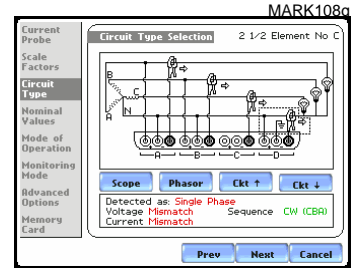 MARK108g
Current
Probe
Scale
Factors
Circuit
Type
Nominal
Values
Mode of
Operation
Monitoring
Mode
Advanced
Options
Memory
Card
Circuit Type Selection
2 1/2 Element No C
B
C
A
N
A
B
C
D
Scope
Phasor
Ckt ↑
Ckt ↓
Detected as: Single Phase
Voltage Mismatch Sequence CW (CBA)
Current Mismatch
Prev
Next
Cancel